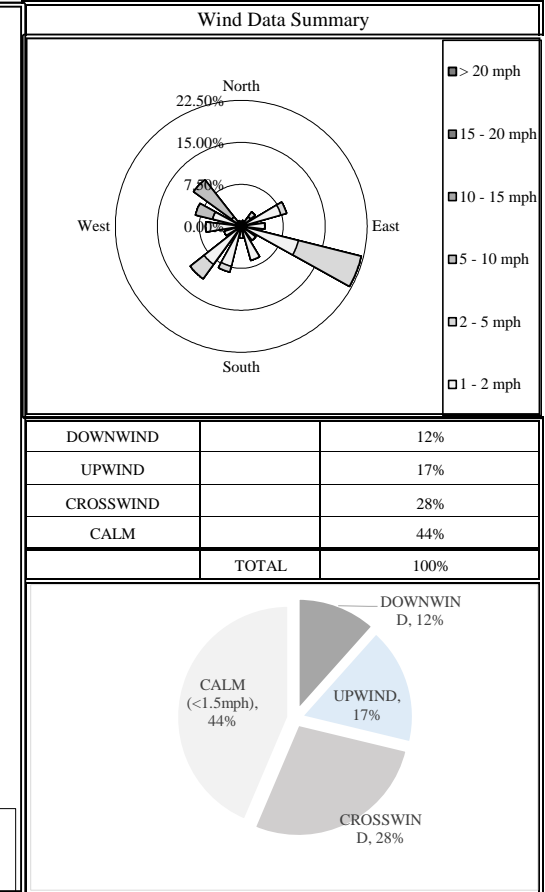 Wind Data Summary
North
22.50%
15.00%
7.50%
0.00%
West
East
South
> 20 mph
15 - 20 mph
10 - 15 mph
5 - 10 mph
2 - 5 mph
1 - 2 mph
DOWNWIND 12%
UPWIND 17%
CROSSWIND 28%
CALM 44%
TOTAL 100%
DOWNWIN
D, 12%
UPWIND,
17%
CROSSWIN
D, 28%
CALM
(<1.5mph),
44%